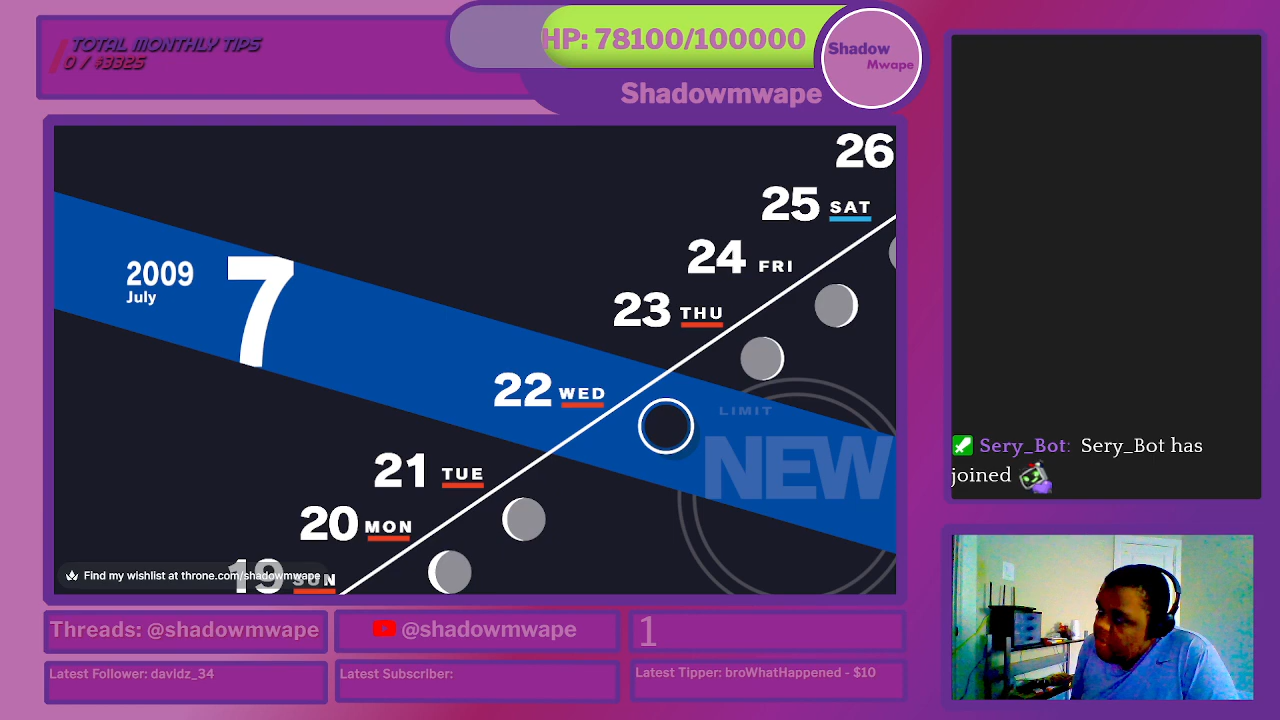 TOTAL MONTHLY TIPS
0 / $3325
HP: 78100/100000
Shadow
Mwape
Shadowmwape
26
25 SAT
24 FRI
23 THU
2009
July
7
22 WED
LIMIT
NEW
21 TUE
20 MON
19 SUN
Find my wishlist at throne.com/shadowmwape
Sery_Bot: Sery_Bot has
joined
Threads: @shadowmwape
@shadowmwape
1
Latest Follower: davidz_34
Latest Subscriber:
Latest Tipper: broWhatHappened - $10